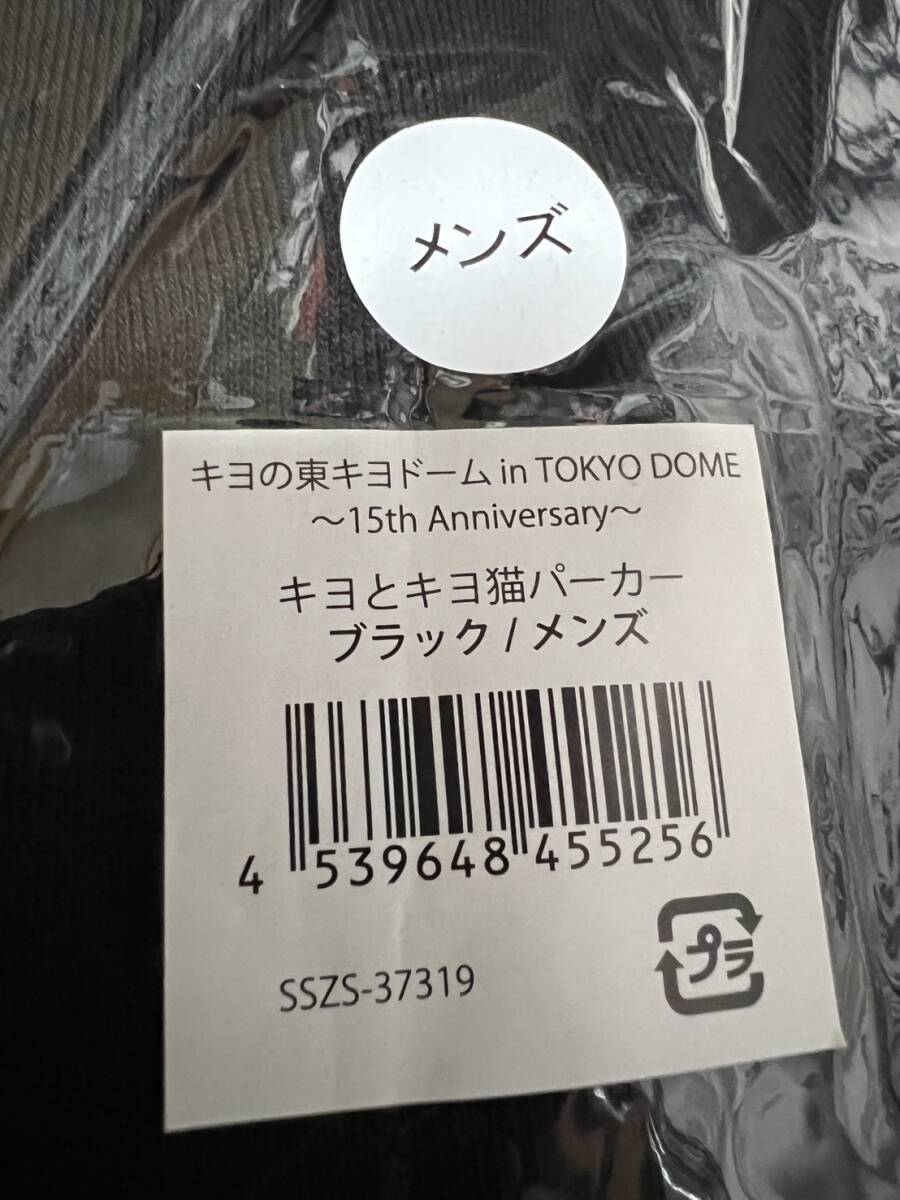 メンズ
キヨの東キヨドーム in TOKYO DOME
～15th Anniversary～
キヨとキヨ猫パーカー
ブラック / メンズ
4 539648 455256
SSZS-37319
プラ